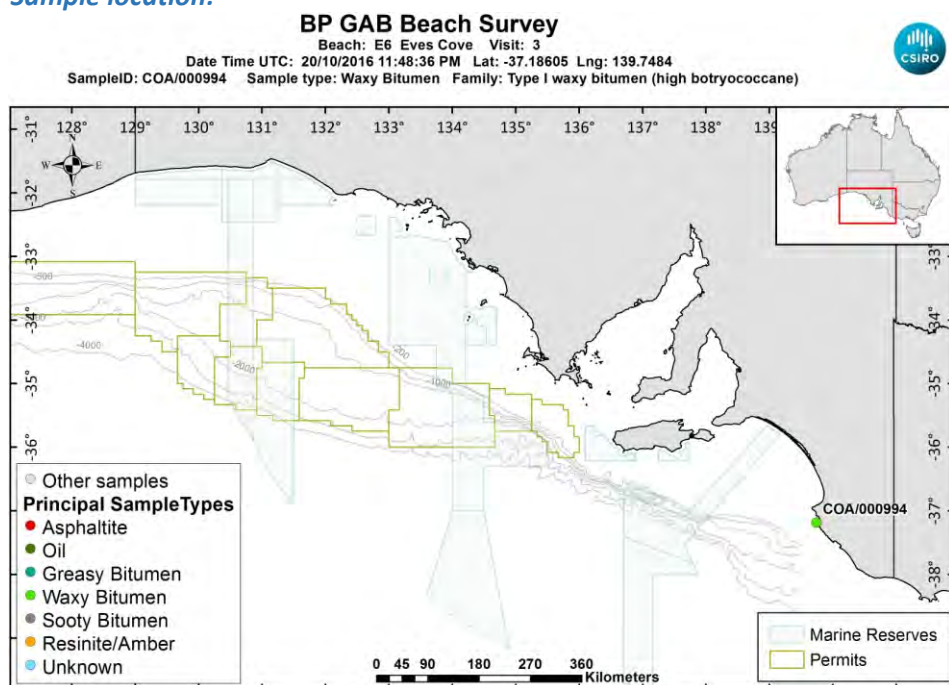 Sample location:
BP GAB Beach Survey
Beach: E6 Eves Cove Visit: 3
Date Time UTC: 20/10/2016 11:48:36 PM Lat: -37.18605 Lng: 139.7484
SampleID: COA/000994 Sample type: Waxy Bitumen Family: Type I waxy bitumen (high botryococcane)
CSIRO
128° 129° 130° 131° 132° 133° 134° 135° 136° 137° 138° 139
-31°
-32°
-33°
-34°
-35°
-36°
-37°
-38°
N
W E
S
-33°
-34°
-35°
-36°
-37°
-38°
-4000
-2000
-200
-1000
COA/000994
Other samples
Principal SampleTypes
Asphaltite
Oil
Greasy Bitumen
Waxy Bitumen
Sooty Bitumen
Resinite/Amber
Unknown
0 45 90 180 270 360
Kilometers
Marine Reserves
Permits